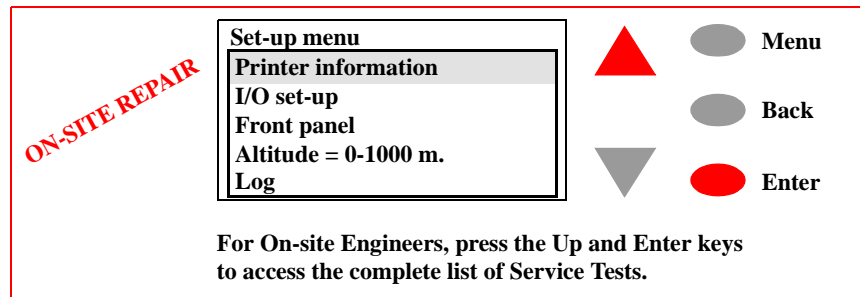 ON-SITE REPAIR
Set-up menu
Printer information
I/O set-up
Front panel
Altitude = 0-1000 m.
Log
Menu
Back
Enter
For On-site Engineers, press the Up and Enter keys
to access the complete list of Service Tests.